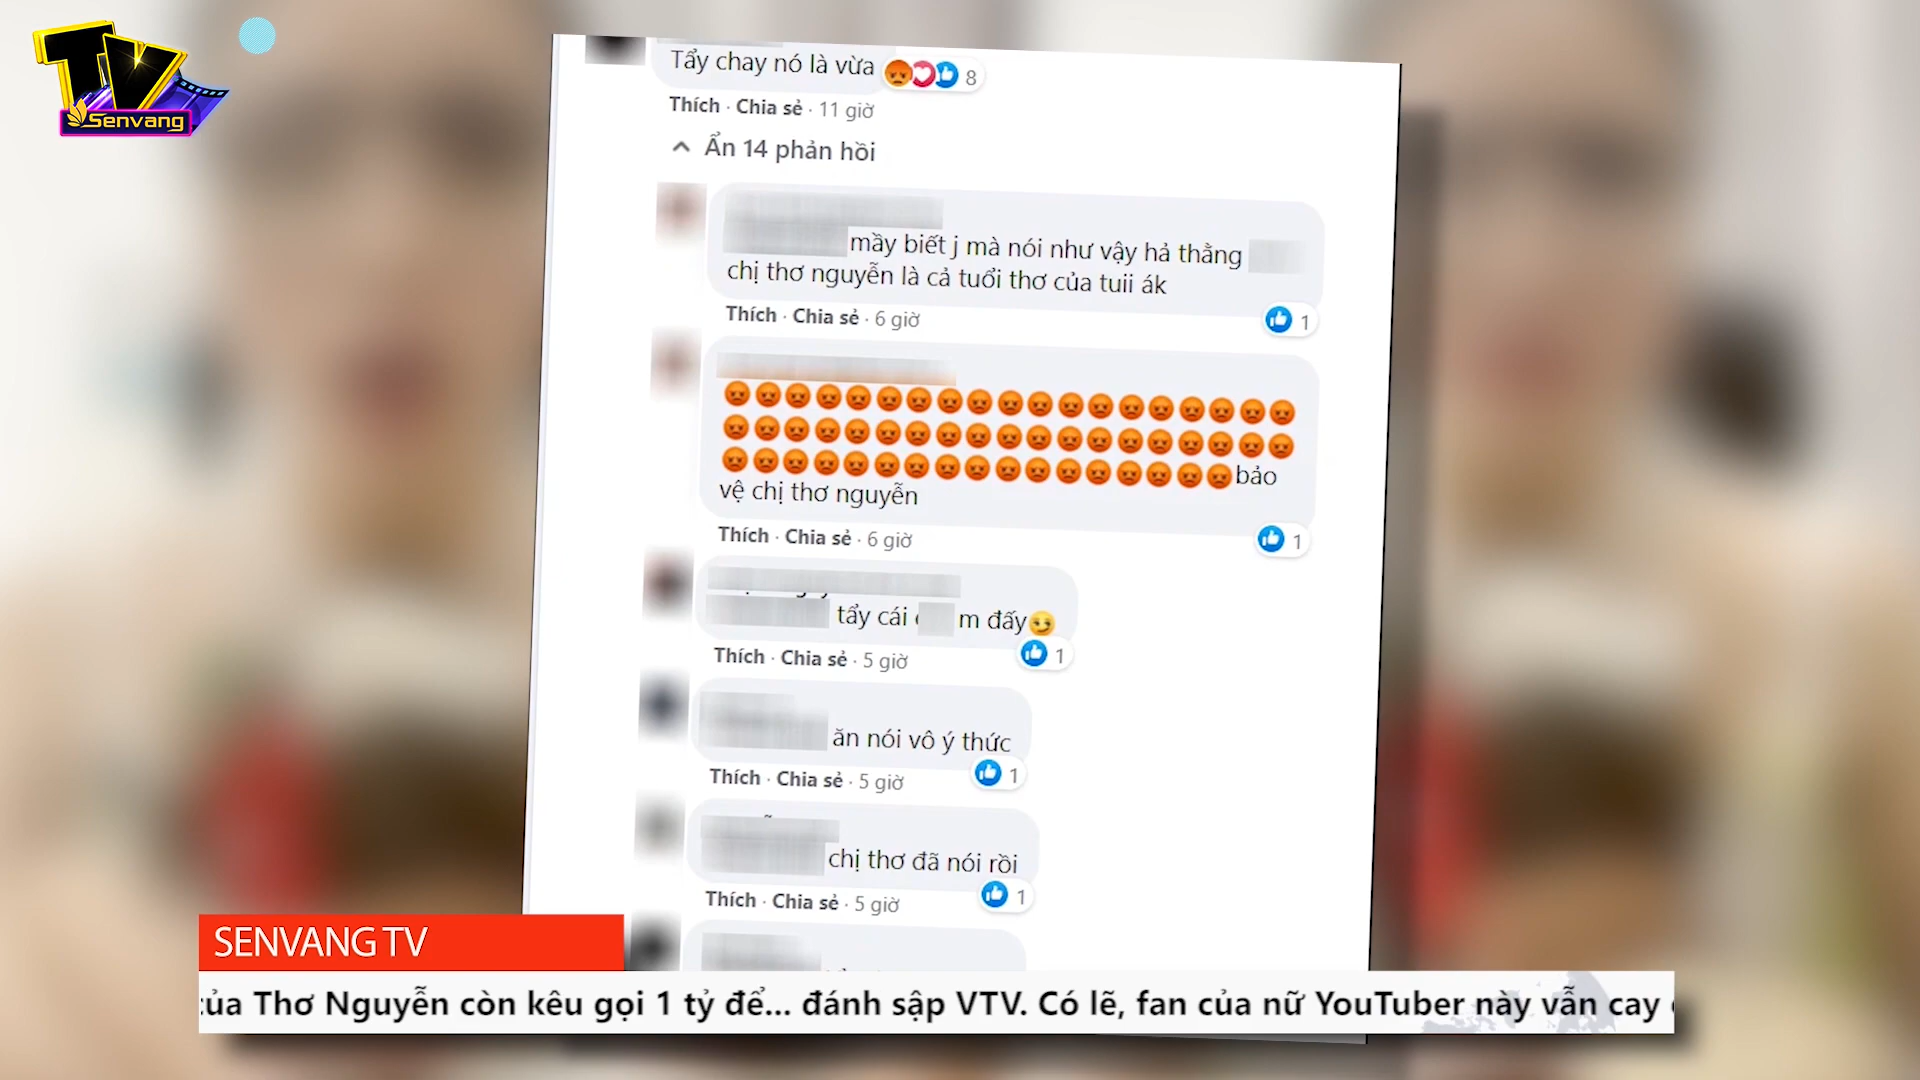 TV
Senvang
Tẩy chay nó là vừa 8
Thích · Chia sẻ · 11 giờ
Ẩn 14 phản hồi
mầy biết j mà nói như vậy hả thằng
chị thơ nguyễn là cả tuổi thơ của tuii ák
Thích · Chia sẻ · 6 giờ 1
😡😡😡😡😡😡😡😡😡😡😡😡😡😡😡😡😡😡😡
😡😡😡😡😡😡😡😡😡😡😡😡😡😡😡😡😡😡😡
😡😡😡😡😡😡😡😡😡😡😡😡😡😡😡😡😡bảo
vệ chị thơ nguyễn
Thích · Chia sẻ · 6 giờ 1
tẩy cái m đấy😏
Thích · Chia sẻ · 5 giờ 1
ăn nói vô ý thức
Thích · Chia sẻ · 5 giờ 1
chị thơ đã nói rồi
Thích · Chia sẻ · 5 giờ 1
SENVANG TV
của Thơ Nguyễn còn kêu gọi 1 tỷ để... đánh sập VTV. Có lẽ, fan của nữ YouTuber này vẫn cay